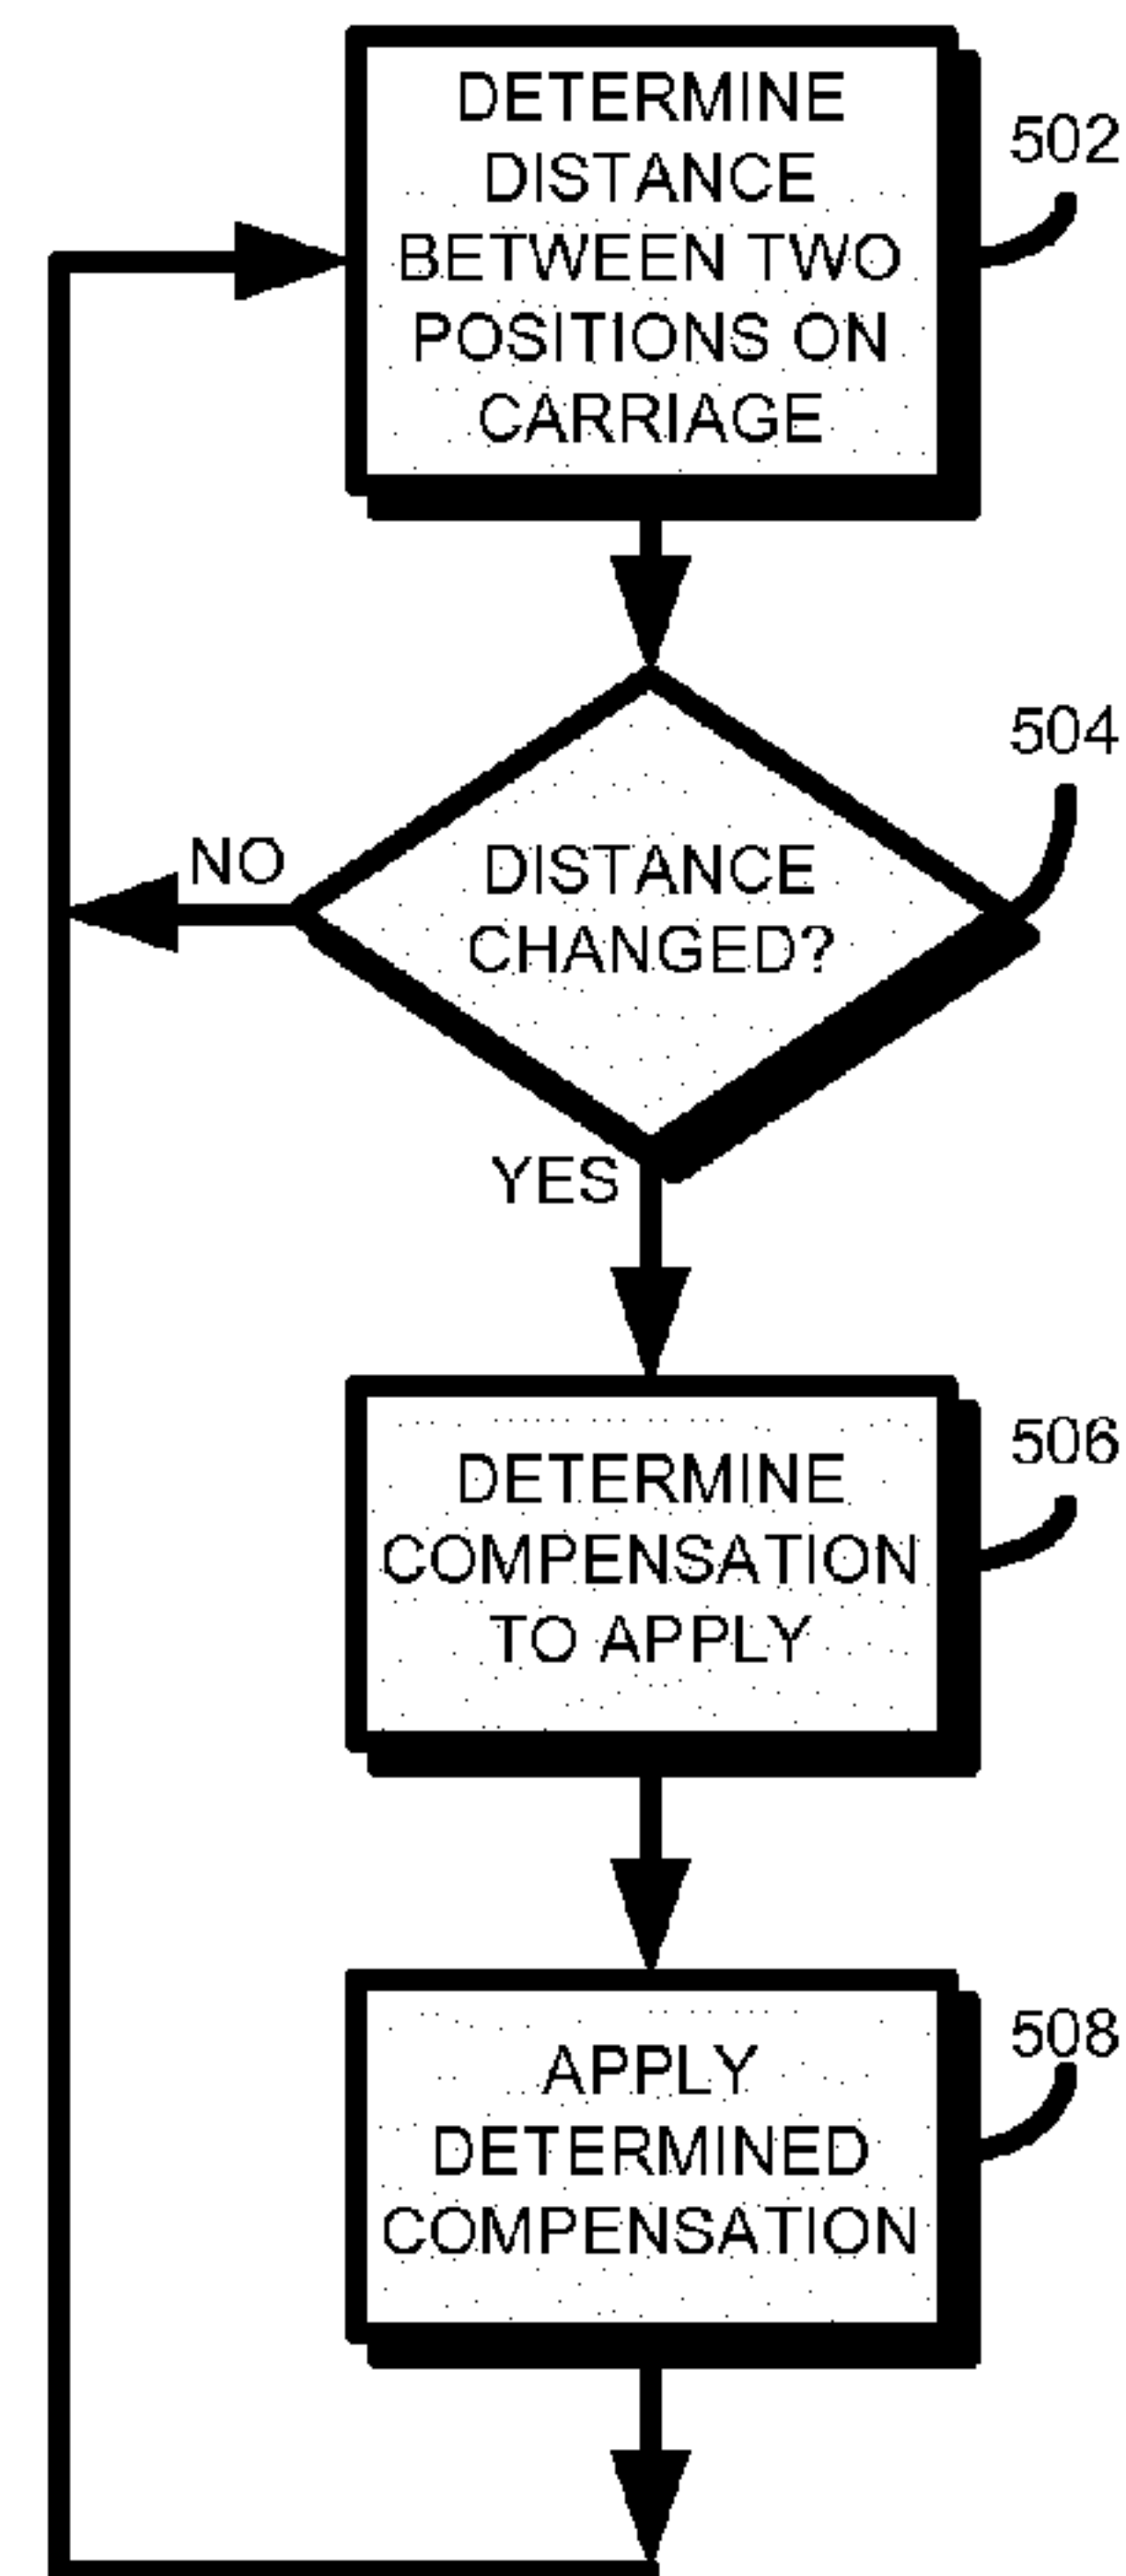 DETERMINE
DISTANCE
BETWEEN TWO
POSITIONS ON
CARRIAGE
502
504
NO
DISTANCE
CHANGED?
YES
506
DETERMINE
COMPENSATION
TO APPLY
508
APPLY
DETERMINED
COMPENSATION